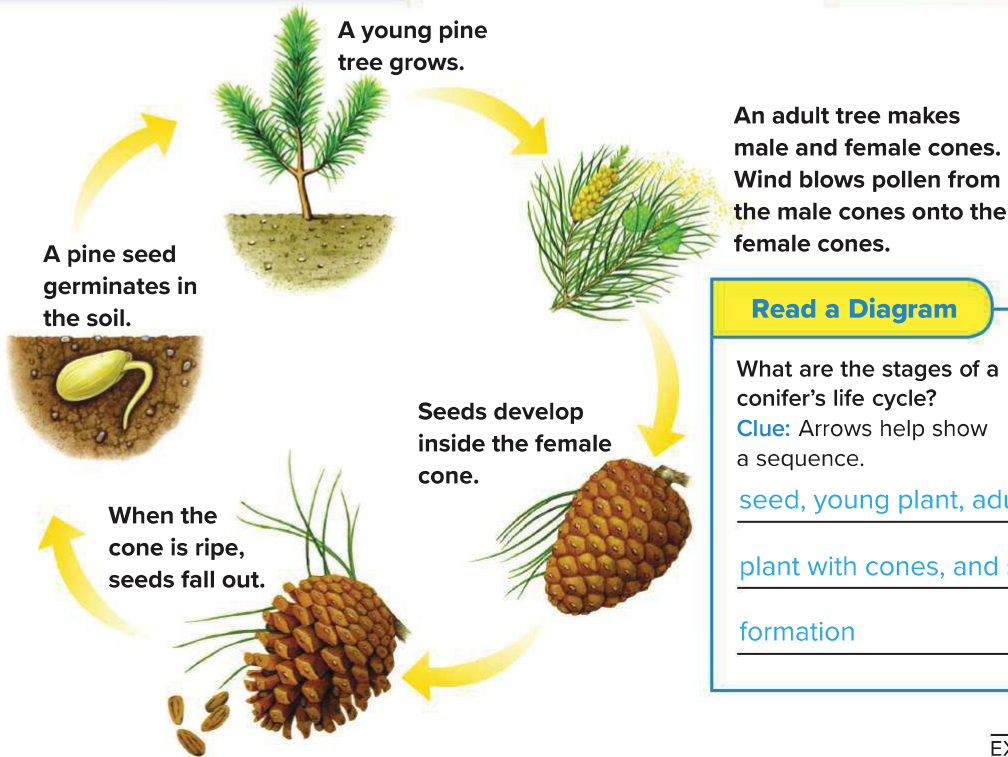 A young pine
tree grows.
An adult tree makes
male and female cones.
Wind blows pollen from
the male cones onto the
female cones.
A pine seed
germinates in
the soil.
Seeds develop
inside the female
cone.
When the
cone is ripe,
seeds fall out.
Read a Diagram
What are the stages of a
conifer's life cycle?
Clue: Arrows help show
a sequence.
seed, young plant,
plant with cones, and
formation